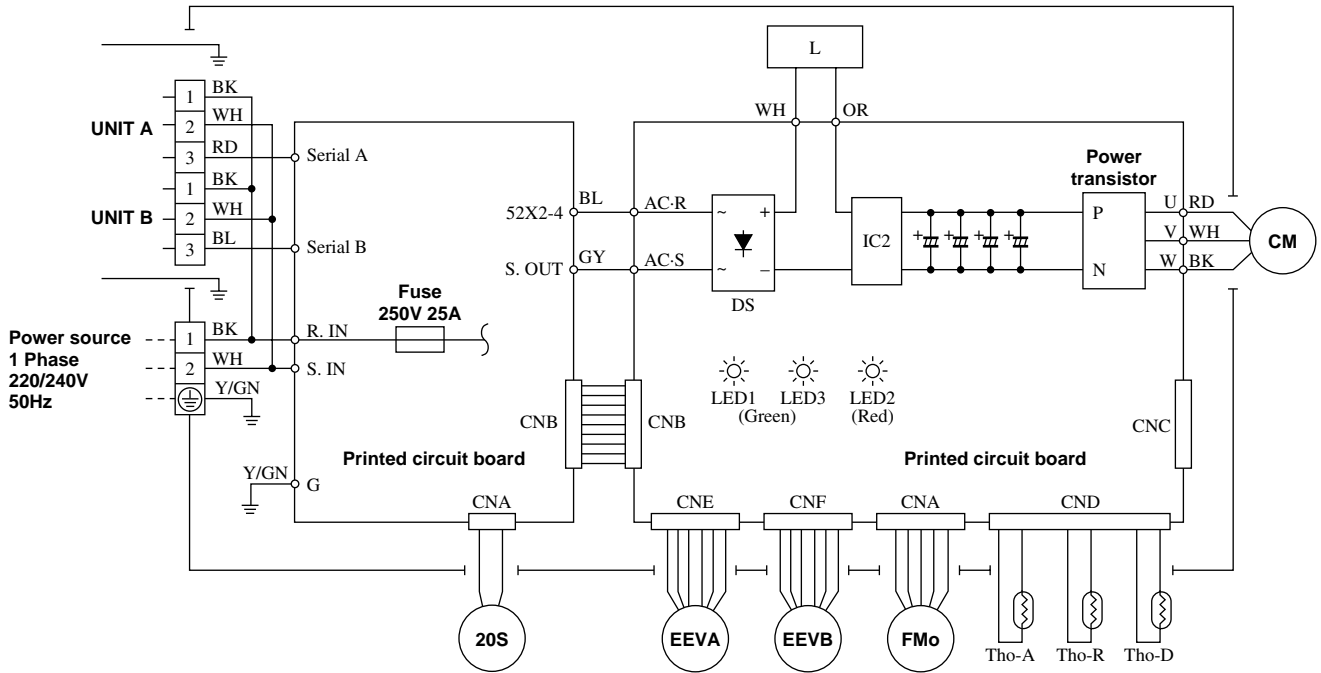 L
WH
OR
1
BK
UNIT A
2
WH
3
RD
Serial A
1
BK
UNIT B
2
WH
3
BL
Serial B
Power source
1 Phase
220/240V
50Hz
1
BK
R. IN
2
WH
S. IN
Y/GN
Fuse
250V 25A
52X2-4
BL
AC·R
S. OUT
GY
AC·S
~
+
~
–
DS
IC2
+
+
+
+
Power
transistor
P
N
U
RD
V
WH
W
BK
CM
LED1
LED3
LED2
(Green)
(Red)
CNB
CNB
CNC
Printed circuit board
Printed circuit board
Y/GN
G
CNA
CNE
CNF
CNA
CND
20S
EEVA
EEVB
FMo
Tho-A
Tho-R
Tho-D